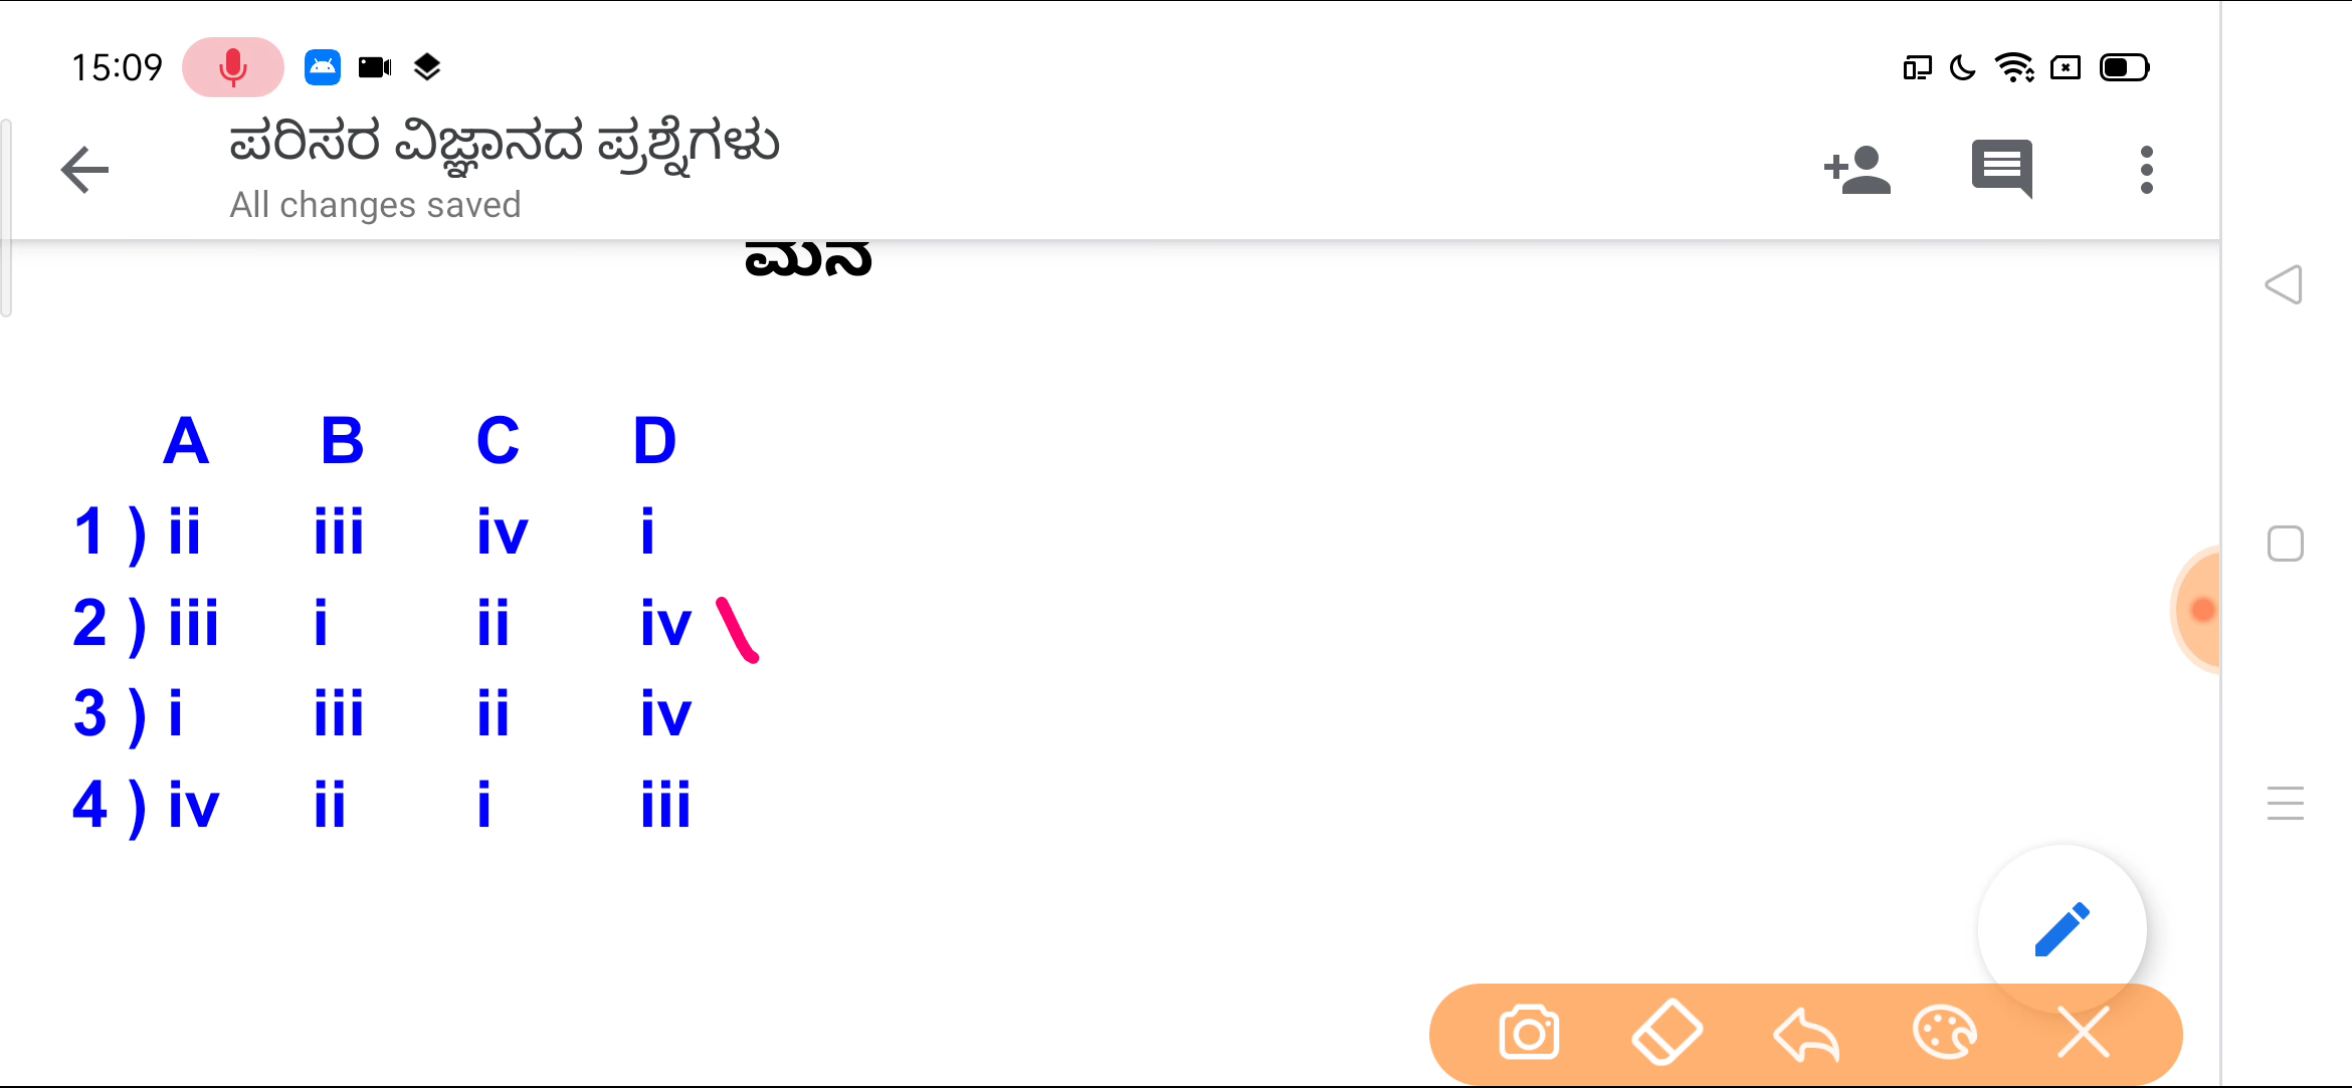 15:09
ಪರಿಸರ ವಿಜ್ಞಾನದ ಪ್ರಶ್ನೆಗಳು
All changes saved
A B C D
1 ) ii iii iv i
2 ) iii i ii iv
3 ) i iii ii iv
4 ) iv ii i iii